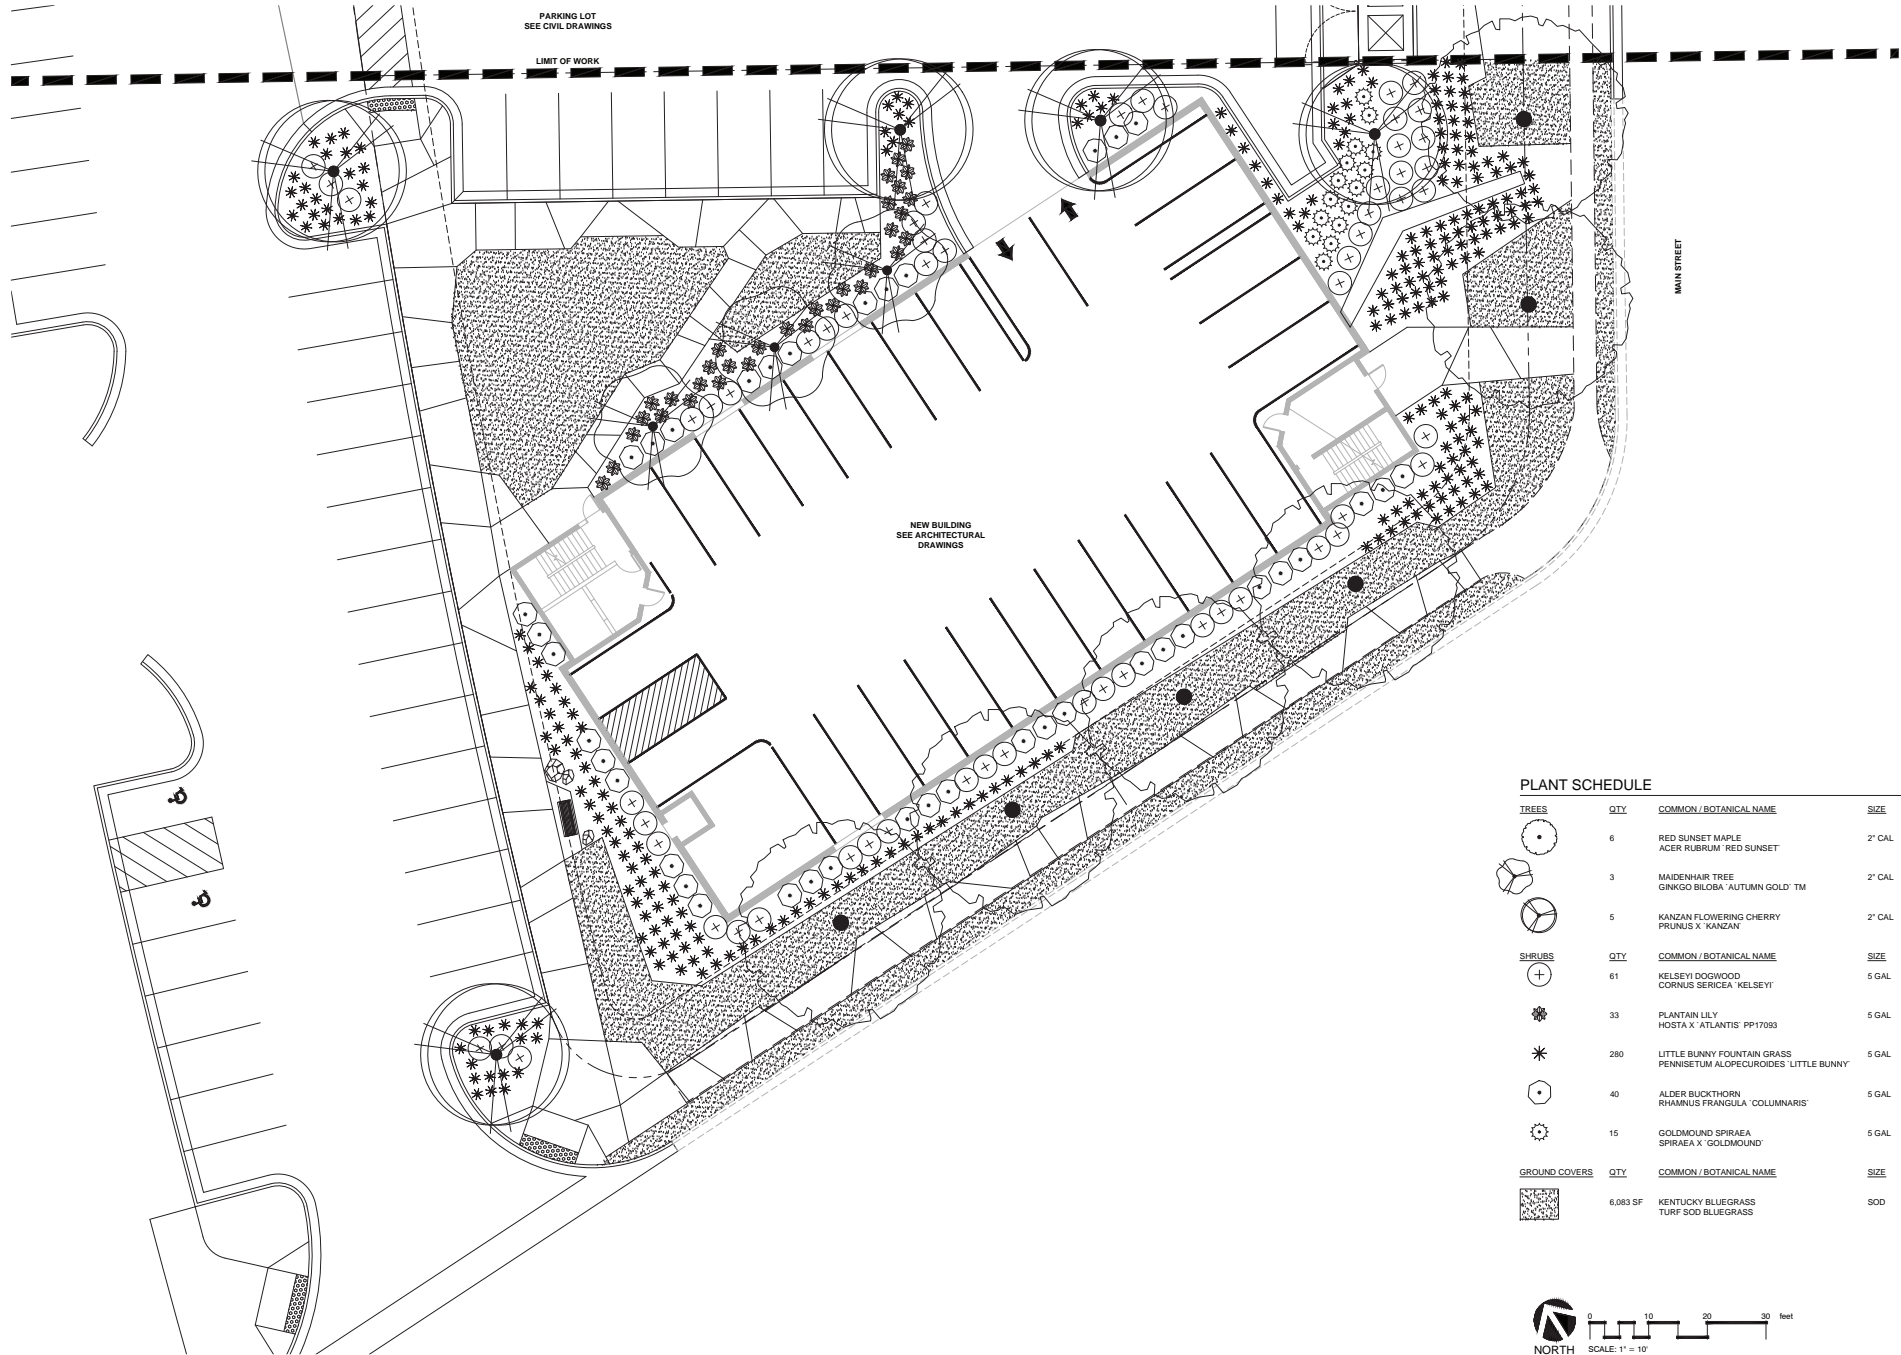 PARKING LOT
SEE CIVIL DRAWINGS
LIMIT OF WORK
MAIN STREET
NEW BUILDING
SEE ARCHITECTURAL
DRAWINGS
PLANT SCHEDULE
TREES QTY COMMON / BOTANICAL NAME SIZE
6 RED SUNSET MAPLE 2" CAL
ACER RUBRUM `RED SUNSET`
3 MAIDENHAIR TREE 2" CAL
GINKGO BILOBA `AUTUMN GOLD` TM
5 KANZAN FLOWERING CHERRY 2" CAL
PRUNUS X `KANZAN`
SHRUBS QTY COMMON / BOTANICAL NAME SIZE
61 KELSEYI DOGWOOD 5 GAL
CORNUS SERICEA `KELSEYI`
33 PLANTAIN LILY 5 GAL
HOSTA X `ATLANTIS` PP17093
280 LITTLE BUNNY FOUNTAIN GRASS 5 GAL
PENNISETUM ALOPECUROIDES `LITTLE BUNNY`
40 ALDER BUCKTHORN 5 GAL
RHAMNUS FRANGULA `COLUMNARIS`
15 GOLDMOUND SPIRAEA 5 GAL
SPIRAEA X `GOLDMOUND`
GROUND COVERS QTY COMMON / BOTANICAL NAME SIZE
6,083 SF KENTUCKY BLUEGRASS SOD
TURF SOD BLUEGRASS
0 10 20 30 feet
NORTH SCALE: 1" = 10'